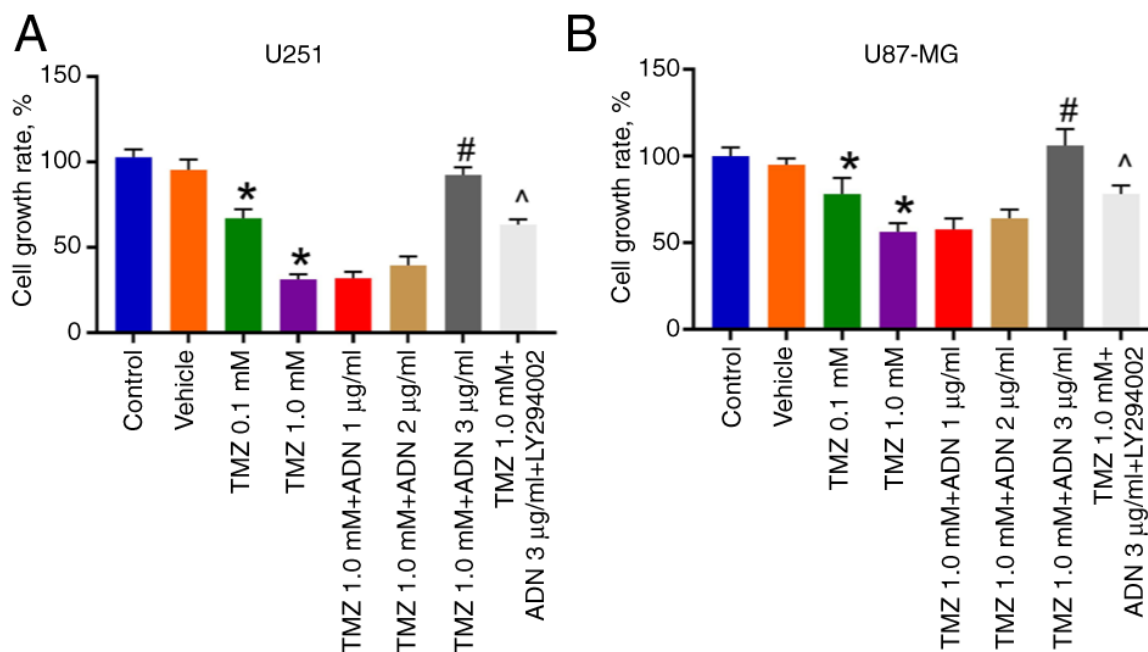 A
U251
Cell growth rate, %
150
100
50
0
*
*
#
^
Control
Vehicle
TMZ 0.1 mM
TMZ 1.0 mM
TMZ 1.0 mM+ADN 1 µg/ml
TMZ 1.0 mM+ADN 2 µg/ml
TMZ 1.0 mM+ADN 3 µg/ml
TMZ 1.0 mM+
ADN 3 µg/ml+LY294002
B
U87-MG
Cell growth rate, %
150
100
50
0
*
*
#
^
Control
Vehicle
TMZ 0.1 mM
TMZ 1.0 mM
TMZ 1.0 mM+ADN 1 µg/ml
TMZ 1.0 mM+ADN 2 µg/ml
TMZ 1.0 mM+ADN 3 µg/ml
TMZ 1.0 mM+
ADN 3 µg/ml+LY294002